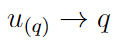 u_{(q)} → q